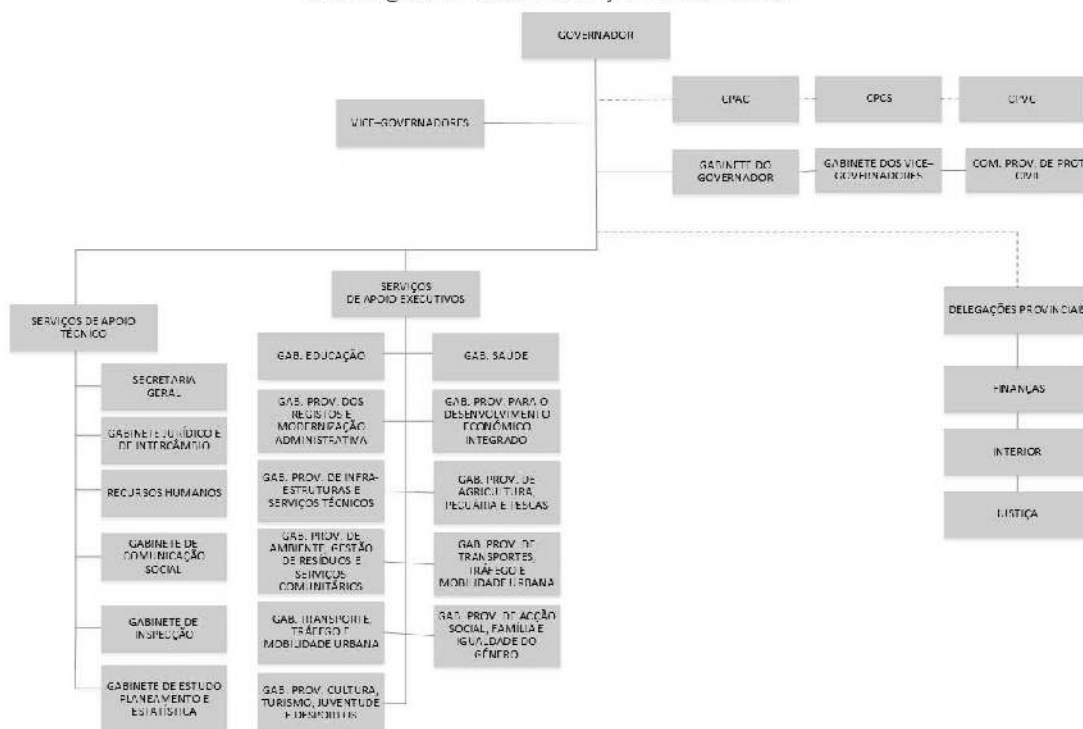 GOVERNADOR
CPAC
CPCS
VICE-GOVERNADORES
GABINETE DO
GOVERNADOR
GABINETE DOS VICE-
GOVERNADORES
COM. PROV. DE PROT
CIVIL
SERVIÇOS
DE APOIO EXECUTIVOS
SERVIÇOS DE APOIO
TÉCNICO
DELEGAÇÕES PROVINCIAIS
SECRETARIA
GERAL
GABINETE JURÍDICO E
DE INTERCÂMBIO
RECURSOS HUMANOS
GABINETE DE
COMUNICAÇÃO
SOCIAL
GABINETE DE
INSPECÇÃO
GABINETE DE ESTUDO
PLANEAMENTO E
ESTATÍSTICA
GAB. EDUCAÇÃO
GAB. SAÚDE
GAB. PROV. DOS
REGISTOS E
MODERNIZAÇÃO
ADMINISTRATIVA
GAB. PROV. PARA O
DESENVOLVIMENTO
ECONÓMICO
INTEGRADO
GAB. PROV. DE INFRA-
ESTRUTURAS E
SERVIÇOS TÉCNICOS
GAB. PROV. DE
AGRICULTURA,
PECUÁRIA E PESCAS
GAB. PROV. DE
AMBIENTE, GESTÃO
DE RESÍDUOS E
SERVIÇOS
COMUNITÁRIOS
GAB. PROV. DE
TRANSPORTES,
TRÁFEGO E
MOBILIDADE URBANA
GAB. TRANSPORTE,
TRÁFEGO E
MOBILIDADE URBANA
GAB. PROV. DE ACÇÃO
SOCIAL, FAMÍLIA E
IGUALDADE DO
GÉNERO
GAB. PROV. CULTURA,
TURISMO, JUVENTUDE
E DESPORTOS
FINANÇAS
INTERIOR
JUSTIÇA